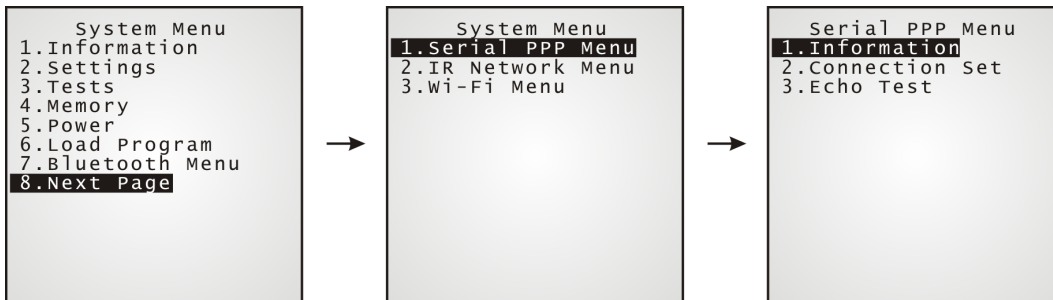 System Menu
1.Information
2.Settings
3.Tests
4.Memory
5.Power
6.Load Program
7.Bluetooth Menu
8.Next Page
System Menu
1.Serial PPP Menu
2.IR Network Menu
3.Wi-Fi Menu
Serial PPP Menu
1.Information
2.Connection Set
3.Echo Test